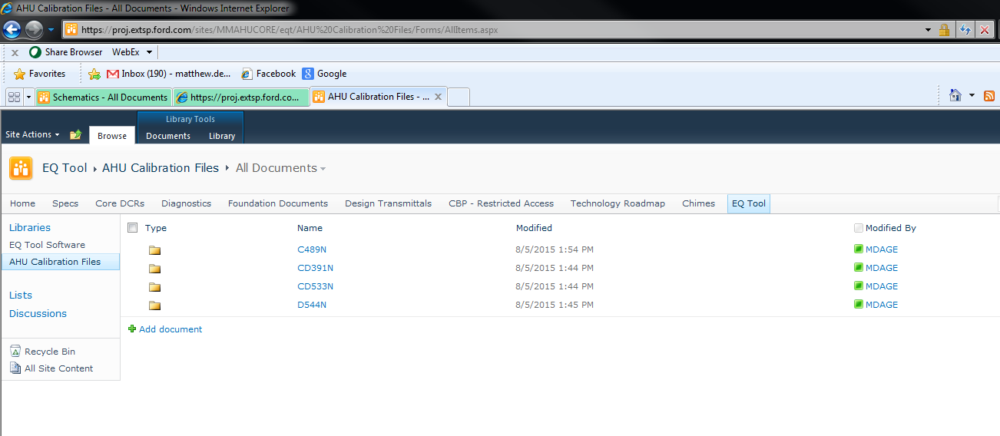 AHU Calibration Files - All Documents - Windows Internet Explorer
https://proj.extsp.ford.com/sites/MMAHUCORE/eqt/AHU%20Calibration%20Files/Forms/AllItems.aspx
x Share Browser WebEx
Favorites Inbox (190) - matthew.de... Facebook Google
Schematics - All Documents https://proj.extsp.ford.co... AHU Calibration Files - ...
Library Tools
Site Actions Browse Documents Library
EQ Tool AHU Calibration Files All Documents
Home Specs Core DCRs Diagnostics Foundation Documents Design Transmittals CBP - Restricted Access Technology Roadmap Chimes EQ Tool
Libraries
EQ Tool Software
AHU Calibration Files
Lists
Discussions
Recycle Bin
All Site Content
Type Name Modified Modified By
C489N 8/5/2015 1:54 PM MDAGE
CD391N 8/5/2015 1:44 PM MDAGE
CD533N 8/5/2015 1:44 PM MDAGE
D544N 8/5/2015 1:45 PM MDAGE
Add document